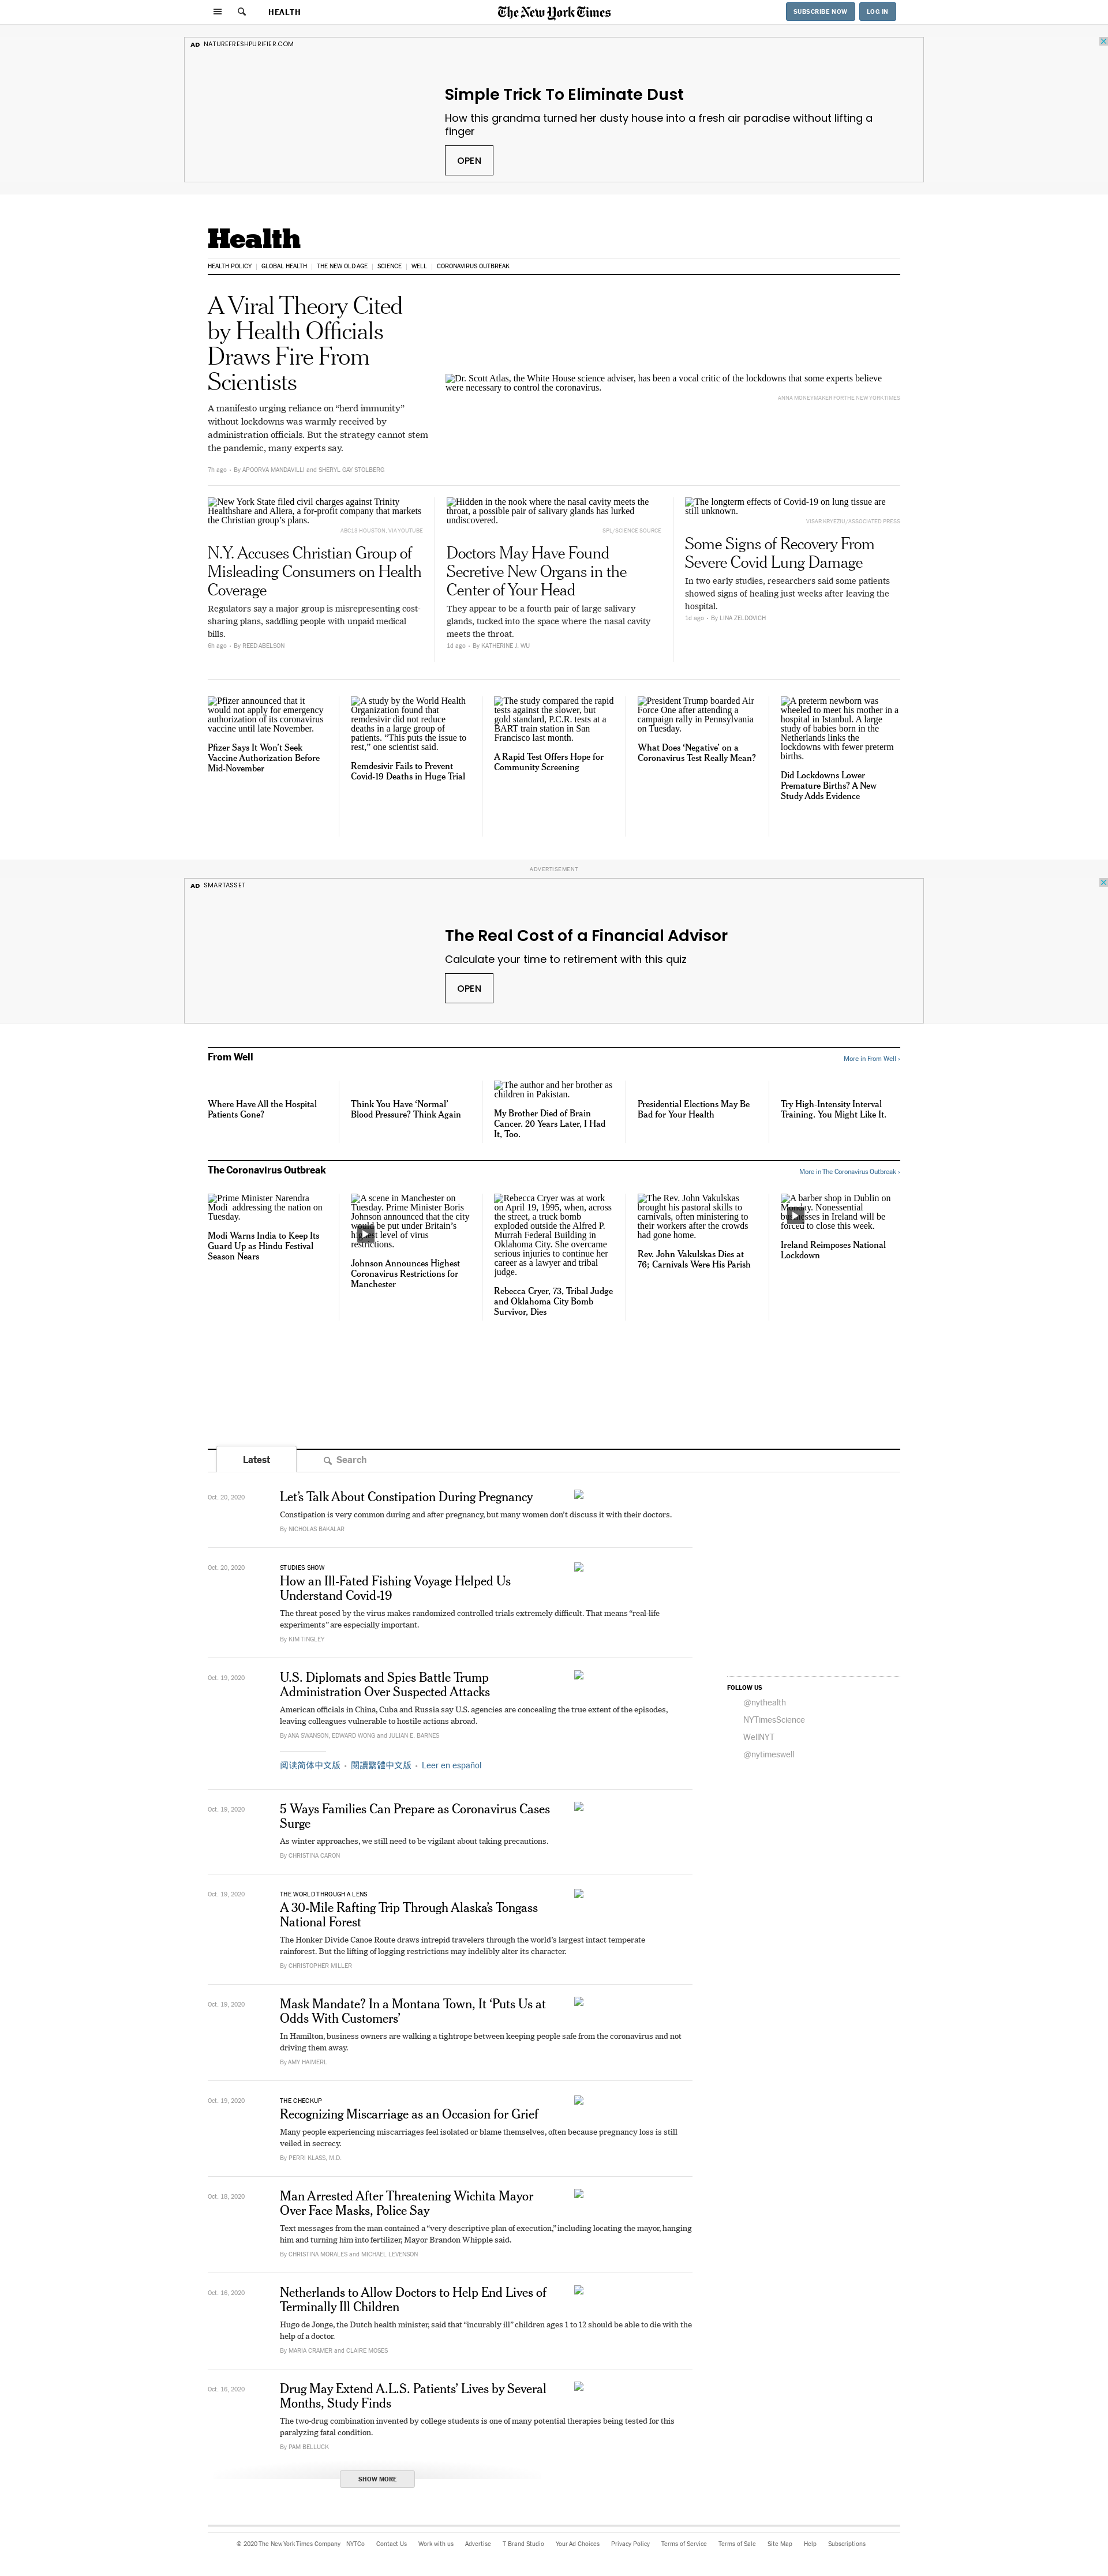 HEALTH
The New York Times
SUBSCRIBE NOW
LOG IN
AD NATUREFRESHPURIFIER.COM
Simple Trick To Eliminate Dust
How this grandma turned her dusty house into a fresh air paradise without lifting a
finger
OPEN
Health
HEALTH POLICY | GLOBAL HEALTH | THE NEW OLD AGE | SCIENCE | WELL | CORONAVIRUS OUTBREAK
A Viral Theory Cited
by Health Officials
Draws Fire From
Scientists
A manifesto urging reliance on “herd immunity”
without lockdowns was warmly received by
administration officials. But the strategy cannot stem
the pandemic, many experts say.
7h ago - By APOORVA MANDAVILLI and SHERYL GAY STOLBERG
Dr. Scott Atlas, the White House science adviser, has been a vocal critic of the lockdowns that some experts believe
were necessary to control the coronavirus.
ANNA MONEYMAKER FOR THE NEW YORK TIMES
New York State filed civil charges against Trinity
Healthshare and Aliera, a for-profit company that markets
the Christian group’s plans.
ABC13 HOUSTON, VIA YOUTUBE
N.Y. Accuses Christian Group of
Misleading Consumers on Health
Coverage
Regulators say a major group is misrepresenting cost-
sharing plans, saddling people with unpaid medical
bills.
6h ago - By REED ABELSON
Hidden in the nook where the nasal cavity meets the
throat, a possible pair of salivary glands has lurked
undiscovered.
SPL/SCIENCE SOURCE
Doctors May Have Found
Secretive New Organs in the
Center of Your Head
They appear to be a fourth pair of large salivary
glands, tucked into the space where the nasal cavity
meets the throat.
1d ago - By KATHERINE J. WU
The longterm effects of Covid-19 on lung tissue are
still unknown.
VISAR KRYEZIU/ASSOCIATED PRESS
Some Signs of Recovery From
Severe Covid Lung Damage
In two early studies, researchers said some patients
showed signs of healing just weeks after leaving the
hospital.
1d ago - By LINA ZELDOVICH
Pfizer announced that it
would not apply for emergency
authorization of its coronavirus
vaccine until late November.
Pfizer Says It Won’t Seek
Vaccine Authorization Before
Mid-November
A study by the World Health
Organization found that
remdesivir did not reduce
deaths in a large group of
patients. “This puts the issue to
rest,” one scientist said.
Remdesivir Fails to Prevent
Covid-19 Deaths in Huge Trial
The study compared the rapid
tests against the slower, but
gold standard, P.C.R. tests at a
BART train station in San
Francisco last month.
A Rapid Test Offers Hope for
Community Screening
President Trump boarded Air
Force One after attending a
campaign rally in Pennsylvania
on Tuesday.
What Does ‘Negative’ on a
Coronavirus Test Really Mean?
A preterm newborn was
wheeled to meet his mother in a
hospital in Istanbul. A large
study of babies born in the
Netherlands links the
lockdowns with fewer preterm
births.
Did Lockdowns Lower
Premature Births? A New
Study Adds Evidence
ADVERTISEMENT
AD SMARTASSET
The Real Cost of a Financial Advisor
Calculate your time to retirement with this quiz
OPEN
From Well
More in From Well ›
Where Have All the Hospital
Patients Gone?
Think You Have ‘Normal’
Blood Pressure? Think Again
The author and her brother as
children in Pakistan.
My Brother Died of Brain
Cancer. 20 Years Later, I Had
It, Too.
Presidential Elections May Be
Bad for Your Health
Try High-Intensity Interval
Training. You Might Like It.
The Coronavirus Outbreak
More in The Coronavirus Outbreak ›
Prime Minister Narendra
Modi addressing the nation on
Tuesday.
Modi Warns India to Keep Its
Guard Up as Hindu Festival
Season Nears
A scene in Manchester on
Tuesday. Prime Minister Boris
Johnson announced that the city
be put under Britain’s
level of virus
restrictions.
Johnson Announces Highest
Coronavirus Restrictions for
Manchester
Rebecca Cryer was at work
on April 19, 1995, when, across
the street, a truck bomb
exploded outside the Alfred P.
Murrah Federal Building in
Oklahoma City. She overcame
serious injuries to continue her
career as a lawyer and tribal
judge.
Rebecca Cryer, 73, Tribal Judge
and Oklahoma City Bomb
Survivor, Dies
The Rev. John Vakulskas
brought his pastoral skills to
carnivals, often ministering to
their workers after the crowds
had gone home.
Rev. John Vakulskas Dies at
76; Carnivals Were His Parish
A barber shop in Dublin on
Nonessential
in Ireland will be
to close this week.
Ireland Reimposes National
Lockdown
Latest
Search
Oct. 20, 2020
Let’s Talk About Constipation During Pregnancy
Constipation is very common during and after pregnancy, but many women don’t discuss it with their doctors.
By NICHOLAS BAKALAR
Oct. 20, 2020
STUDIES SHOW
How an Ill-Fated Fishing Voyage Helped Us
Understand Covid-19
The threat posed by the virus makes randomized controlled trials extremely difficult. That means “real-life
experiments” are especially important.
By KIM TINGLEY
Oct. 19, 2020
U.S. Diplomats and Spies Battle Trump
Administration Over Suspected Attacks
American officials in China, Cuba and Russia say U.S. agencies are concealing the true extent of the episodes,
leaving colleagues vulnerable to hostile actions abroad.
By ANA SWANSON, EDWARD WONG and JULIAN E. BARNES
阅读简体中文版 - 閱讀繁體中文版 - Leer en español
FOLLOW US
@nythealth
NYTimesScience
WellNYT
@nytimeswell
Oct. 19, 2020
5 Ways Families Can Prepare as Coronavirus Cases
Surge
As winter approaches, we still need to be vigilant about taking precautions.
By CHRISTINA CARON
Oct. 19, 2020
THE WORLD THROUGH A LENS
A 30-Mile Rafting Trip Through Alaska’s Tongass
National Forest
The Honker Divide Canoe Route draws intrepid travelers through the world’s largest intact temperate
rainforest. But the lifting of logging restrictions may indelibly alter its character.
By CHRISTOPHER MILLER
Oct. 19, 2020
Mask Mandate? In a Montana Town, It ‘Puts Us at
Odds With Customers’
In Hamilton, business owners are walking a tightrope between keeping people safe from the coronavirus and not
driving them away.
By AMY HAIMERL
Oct. 19, 2020
THE CHECKUP
Recognizing Miscarriage as an Occasion for Grief
Many people experiencing miscarriages feel isolated or blame themselves, often because pregnancy loss is still
veiled in secrecy.
By PERRI KLASS, M.D.
Oct. 18, 2020
Man Arrested After Threatening Wichita Mayor
Over Face Masks, Police Say
Text messages from the man contained a “very descriptive plan of execution,” including locating the mayor, hanging
him and turning him into fertilizer, Mayor Brandon Whipple said.
By CHRISTINA MORALES and MICHAEL LEVENSON
Oct. 16, 2020
Netherlands to Allow Doctors to Help End Lives of
Terminally Ill Children
Hugo de Jonge, the Dutch health minister, said that “incurably ill” children ages 1 to 12 should be able to die with the
help of a doctor.
By MARIA CRAMER and CLAIRE MOSES
Oct. 16, 2020
Drug May Extend A.L.S. Patients’ Lives by Several
Months, Study Finds
The two-drug combination invented by college students is one of many potential therapies being tested for this
paralyzing fatal condition.
By PAM BELLUCK
SHOW MORE
© 2020 The New York Times Company NYTCo Contact Us Work with us Advertise T Brand Studio Your Ad Choices Privacy Policy Terms of Service Terms of Sale Site Map Help Subscriptions